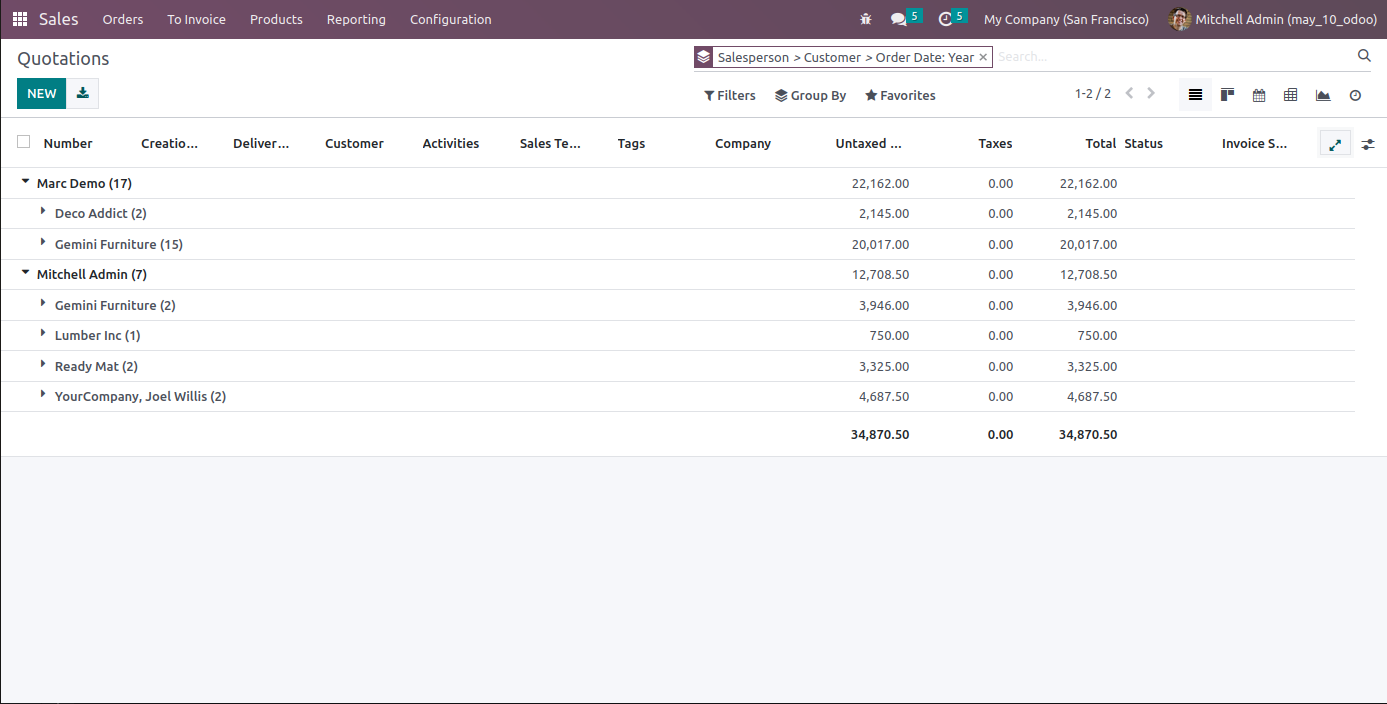 Sales Orders To Invoice Products Reporting Configuration 5 5 My Company (San Francisco) Mitchell Admin (may_10_odoo)
Quotations Salesperson > Customer > Order Date: Year × Search...
NEW Filters Group By Favorites 1-2 / 2
Number Creatio... Deliver... Customer Activities Sales Te... Tags Company Untaxed ... Taxes Total Status Invoice S...
Marc Demo (17) 22,162.00 0.00 22,162.00
Deco Addict (2) 2,145.00 0.00 2,145.00
Gemini Furniture (15) 20,017.00 0.00 20,017.00
Mitchell Admin (7) 12,708.50 0.00 12,708.50
Gemini Furniture (2) 3,946.00 0.00 3,946.00
Lumber Inc (1) 750.00 0.00 750.00
Ready Mat (2) 3,325.00 0.00 3,325.00
YourCompany, Joel Willis (2) 4,687.50 0.00 4,687.50
34,870.50 0.00 34,870.50